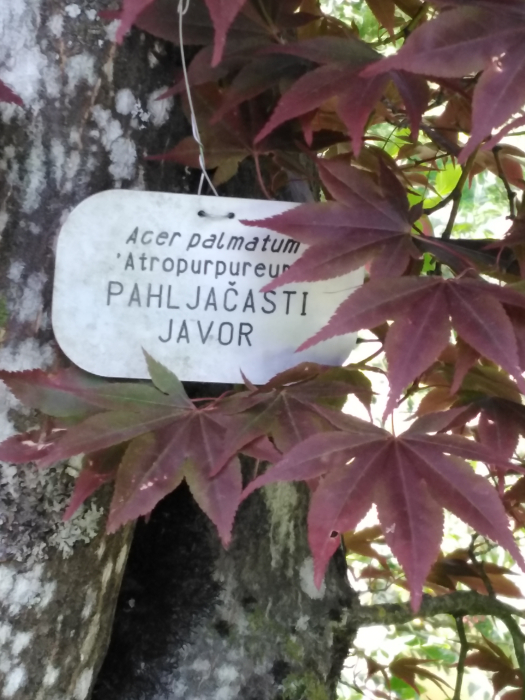 Acer palmatum
'Atropurpureu
PAHLJAČASTI
JAVOR